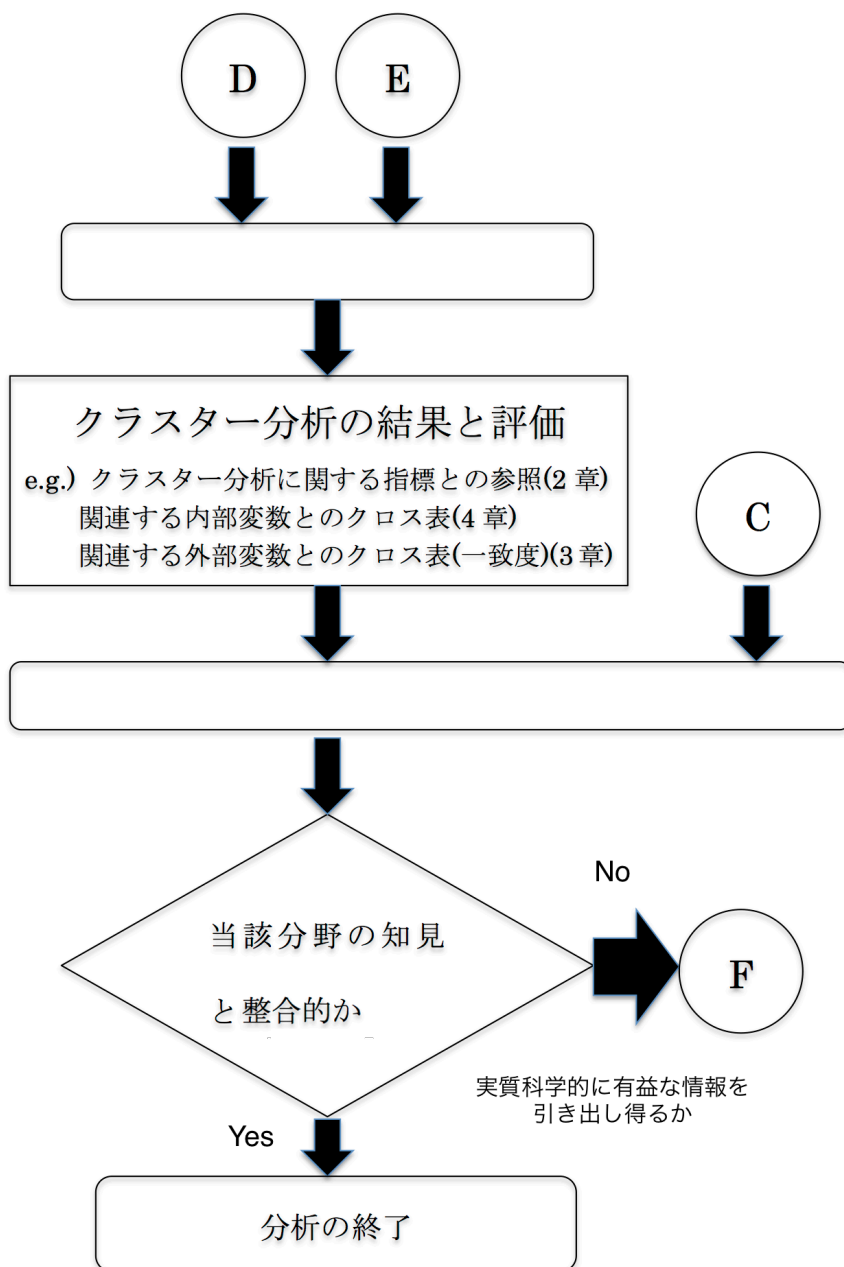 D E
クラスター分析の結果と評価
e.g.) クラスター分析に関する指標との参照(2 章)
関連する内部変数とのクロス表(4 章)
関連する外部変数とのクロス表(一致度)(3 章)
C
No
当該分野の知見
と整合的か
F
実質科学的に有益な情報を
引き出し得るか
Yes
分析の終了